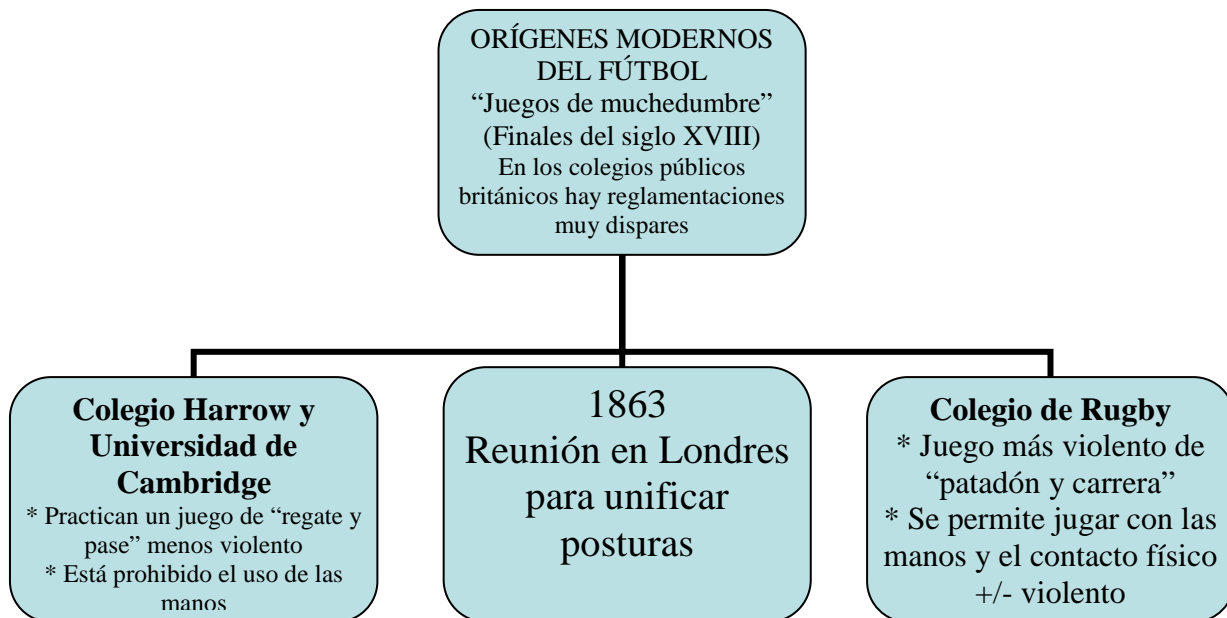 ORÍGENES MODERNOS
DEL FÚTBOL
“Juegos de muchedumbre”
(Finales del siglo XVIII)
En los colegios públicos
británicos hay reglamentaciones
muy dispares
Colegio Harrow y
Universidad de
Cambridge
* Practican un juego de “regate y
pase” menos violento
* Está prohibido el uso de las
manos
1863
Reunión en Londres
para unificar
posturas
Colegio de Rugby
* Juego más violento de
“patadón y carrera”
* Se permite jugar con las
manos y el contacto físico
+/- violento